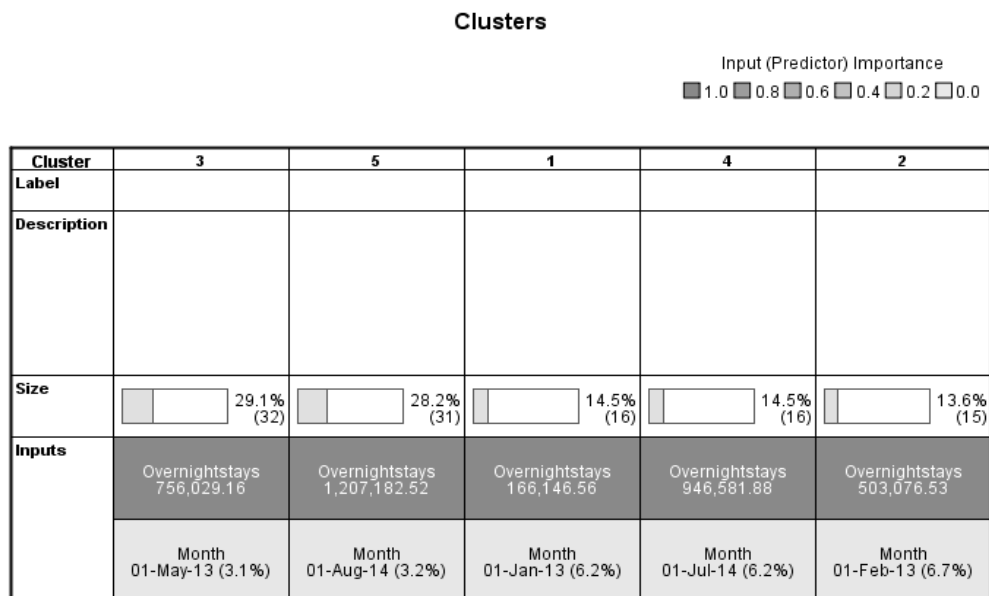 Clusters
Input (Predictor) Importance
1.0 0.8 0.6 0.4 0.2 0.0
Cluster 3 5 1 4 2
Label
Description
Size
29.1% 28.2% 14.5% 14.5% 13.6%
(32) (31) (16) (16) (15)
Inputs
Overnightstays Overnightstays Overnightstays Overnightstays Overnightstays
756,029.16 1,207,182.52 166,146.56 946,581.88 503,076.53
Month Month Month Month Month
01-May-13 (3.1%) 01-Aug-14 (3.2%) 01-Jan-13 (6.2%) 01-Jul-14 (6.2%) 01-Feb-13 (6.7%)